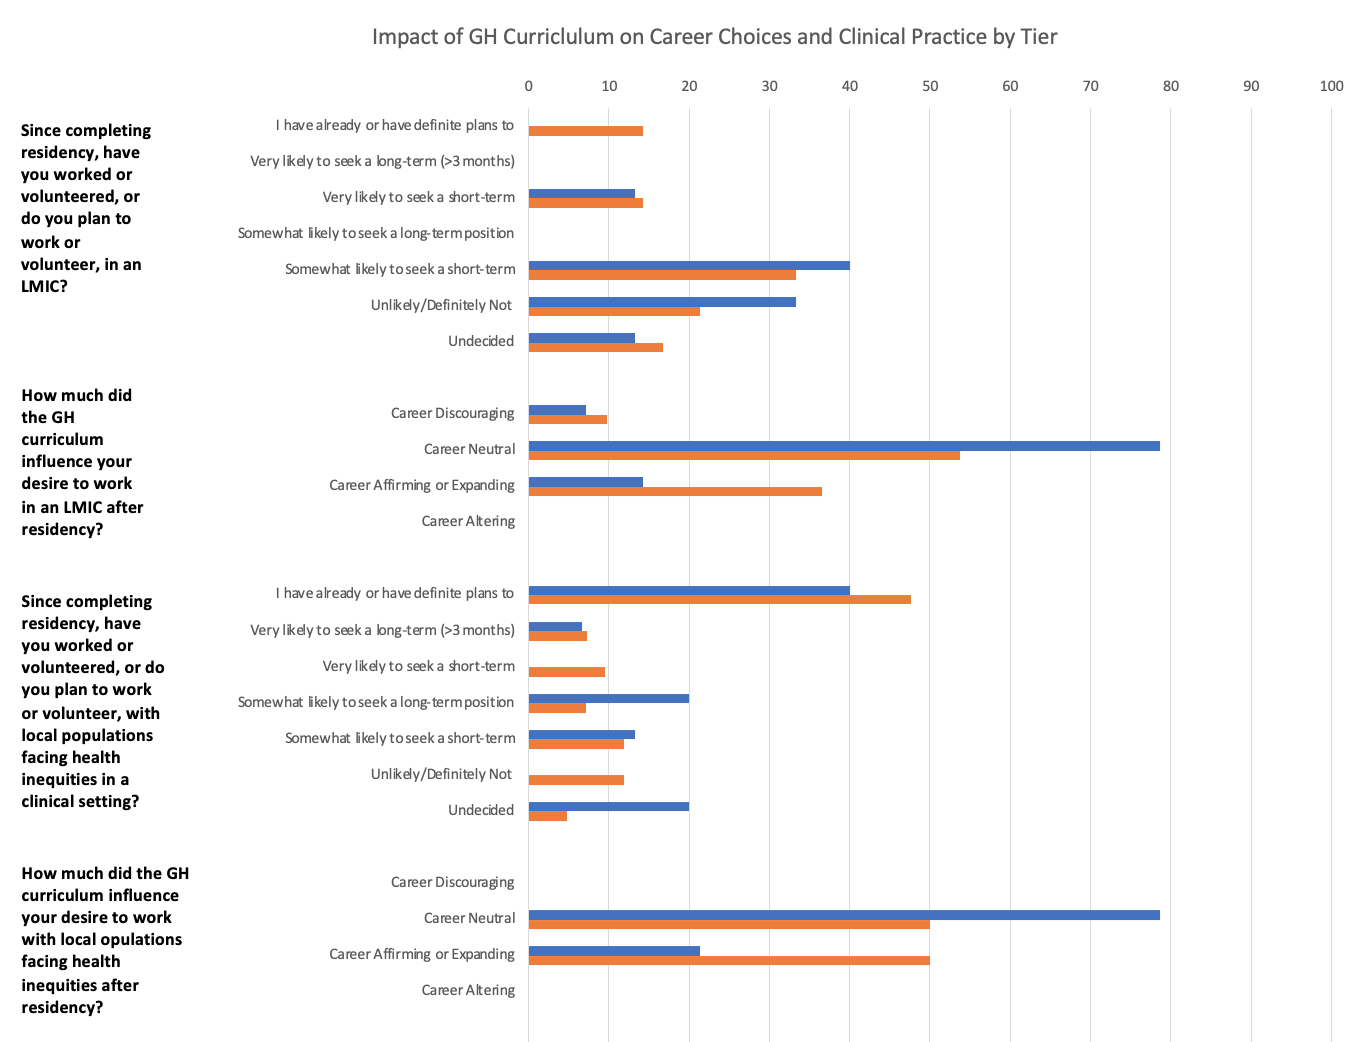 Impact of GH Curriclulum on Career Choices and Clinical Practice by Tier
0 10 20 30 40 50 60 70 80 90 100
Since completing
residency, have
you worked or
volunteered, or
do you plan to
work or
volunteer, in an
LMIC?
I have already or have definite plans to
Very likely to seek a long-term (>3 months)
Very likely to seek a short-term
Somewhat likely to seek a long-term position
Somewhat likely to seek a short-term
Unlikely/Definitely Not
Undecided
How much did
the GH
curriculum
influence your
desire to work
in an LMIC after
residency?
Career Discouraging
Career Neutral
Career Affirming or Expanding
Career Altering
Since completing
residency, have
you worked or
volunteered, or do
you plan to work
or volunteer, with
local populations
facing health
inequities in a
clinical setting?
I have already or have definite plans to
Very likely to seek a long-term (>3 months)
Very likely to seek a short-term
Somewhat likely to seek a long-term position
Somewhat likely to seek a short-term
Unlikely/Definitely Not
Undecided
How much did the GH
curriculum influence
your desire to work
with local opulations
facing health
inequities after
residency?
Career Discouraging
Career Neutral
Career Affirming or Expanding
Career Altering